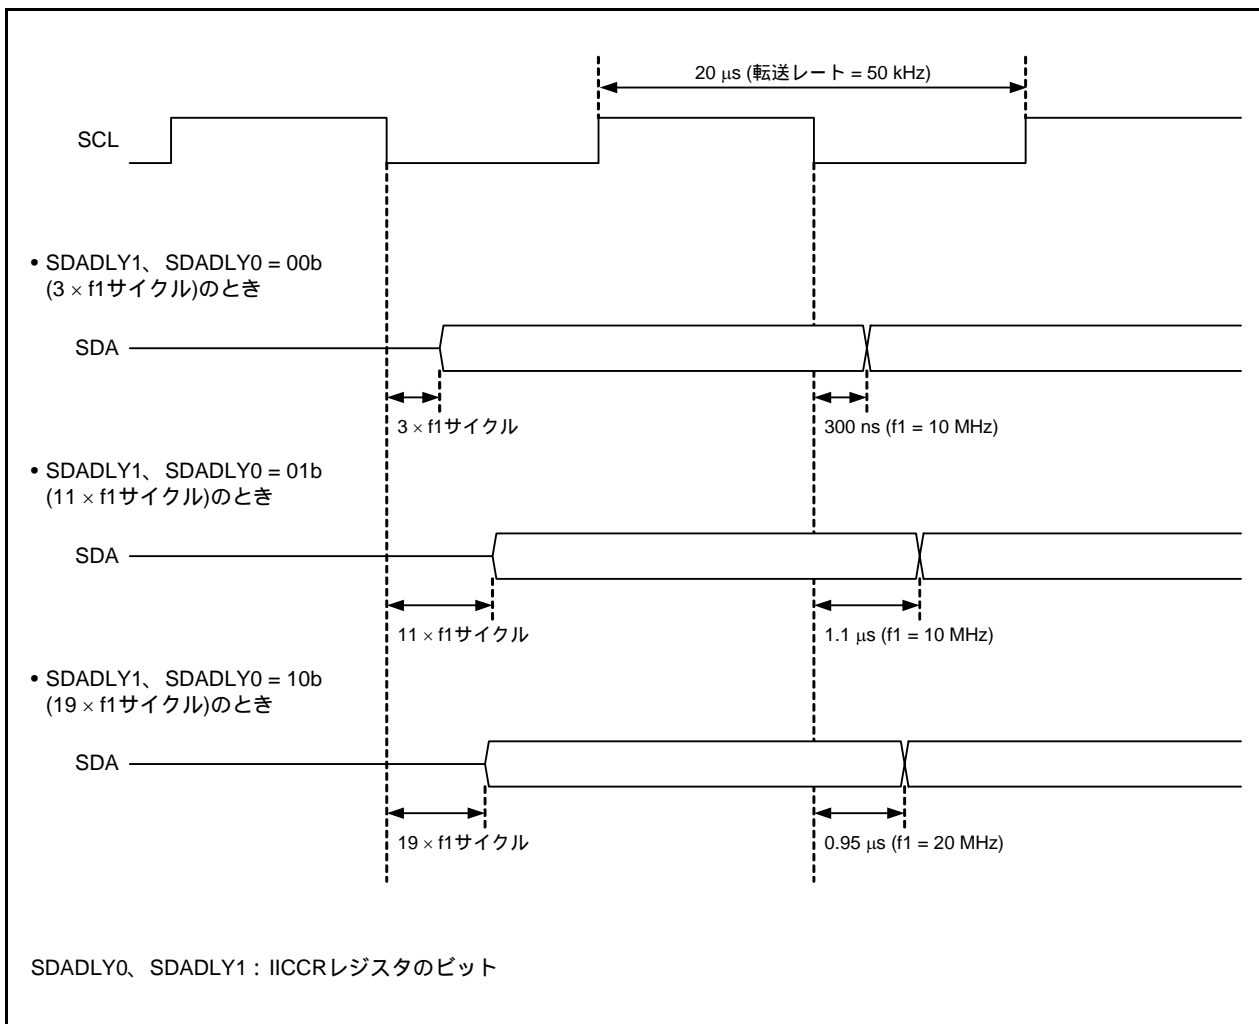 20 μs (転送レート = 50 kHz)
SCL
• SDADLY1、SDADLY0 = 00b
(3 × f1サイクル)のとき
SDA
3 × f1サイクル
300 ns (f1 = 10 MHz)
• SDADLY1、SDADLY0 = 01b
(11 × f1サイクル)のとき
SDA
11 × f1サイクル
1.1 μs (f1 = 10 MHz)
• SDADLY1、SDADLY0 = 10b
(19 × f1サイクル)のとき
SDA
19 × f1サイクル
0.95 μs (f1 = 20 MHz)
SDADLY0、SDADLY1 : IICCRレジスタのビット